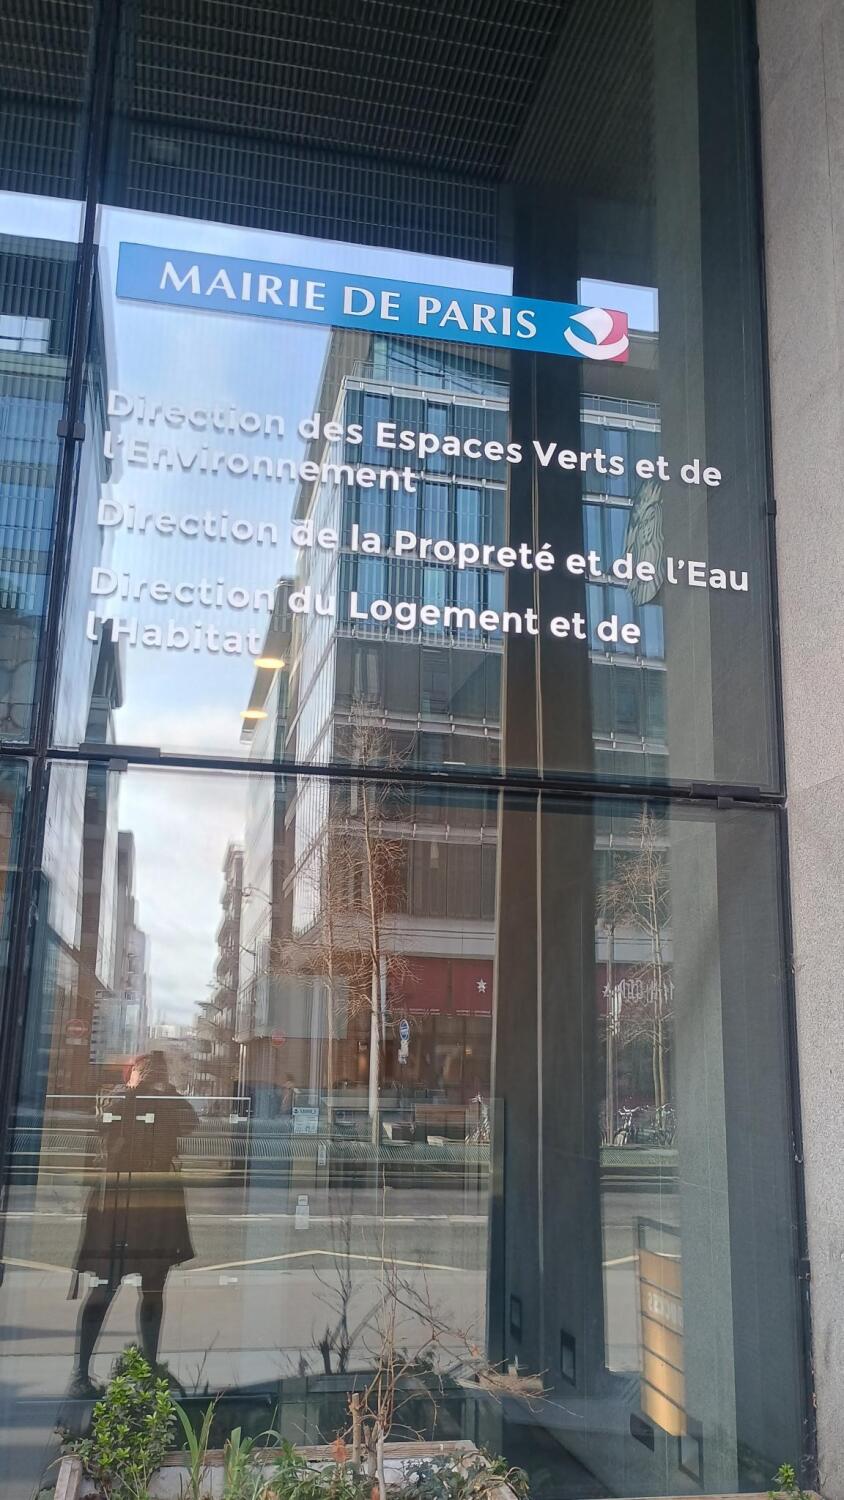 MAIRIE DE PARIS
Direction des Espaces Verts et de
l'Environnement
Direction de la Propreté et de l'Eau
Direction du Logement et de
l'Habitat